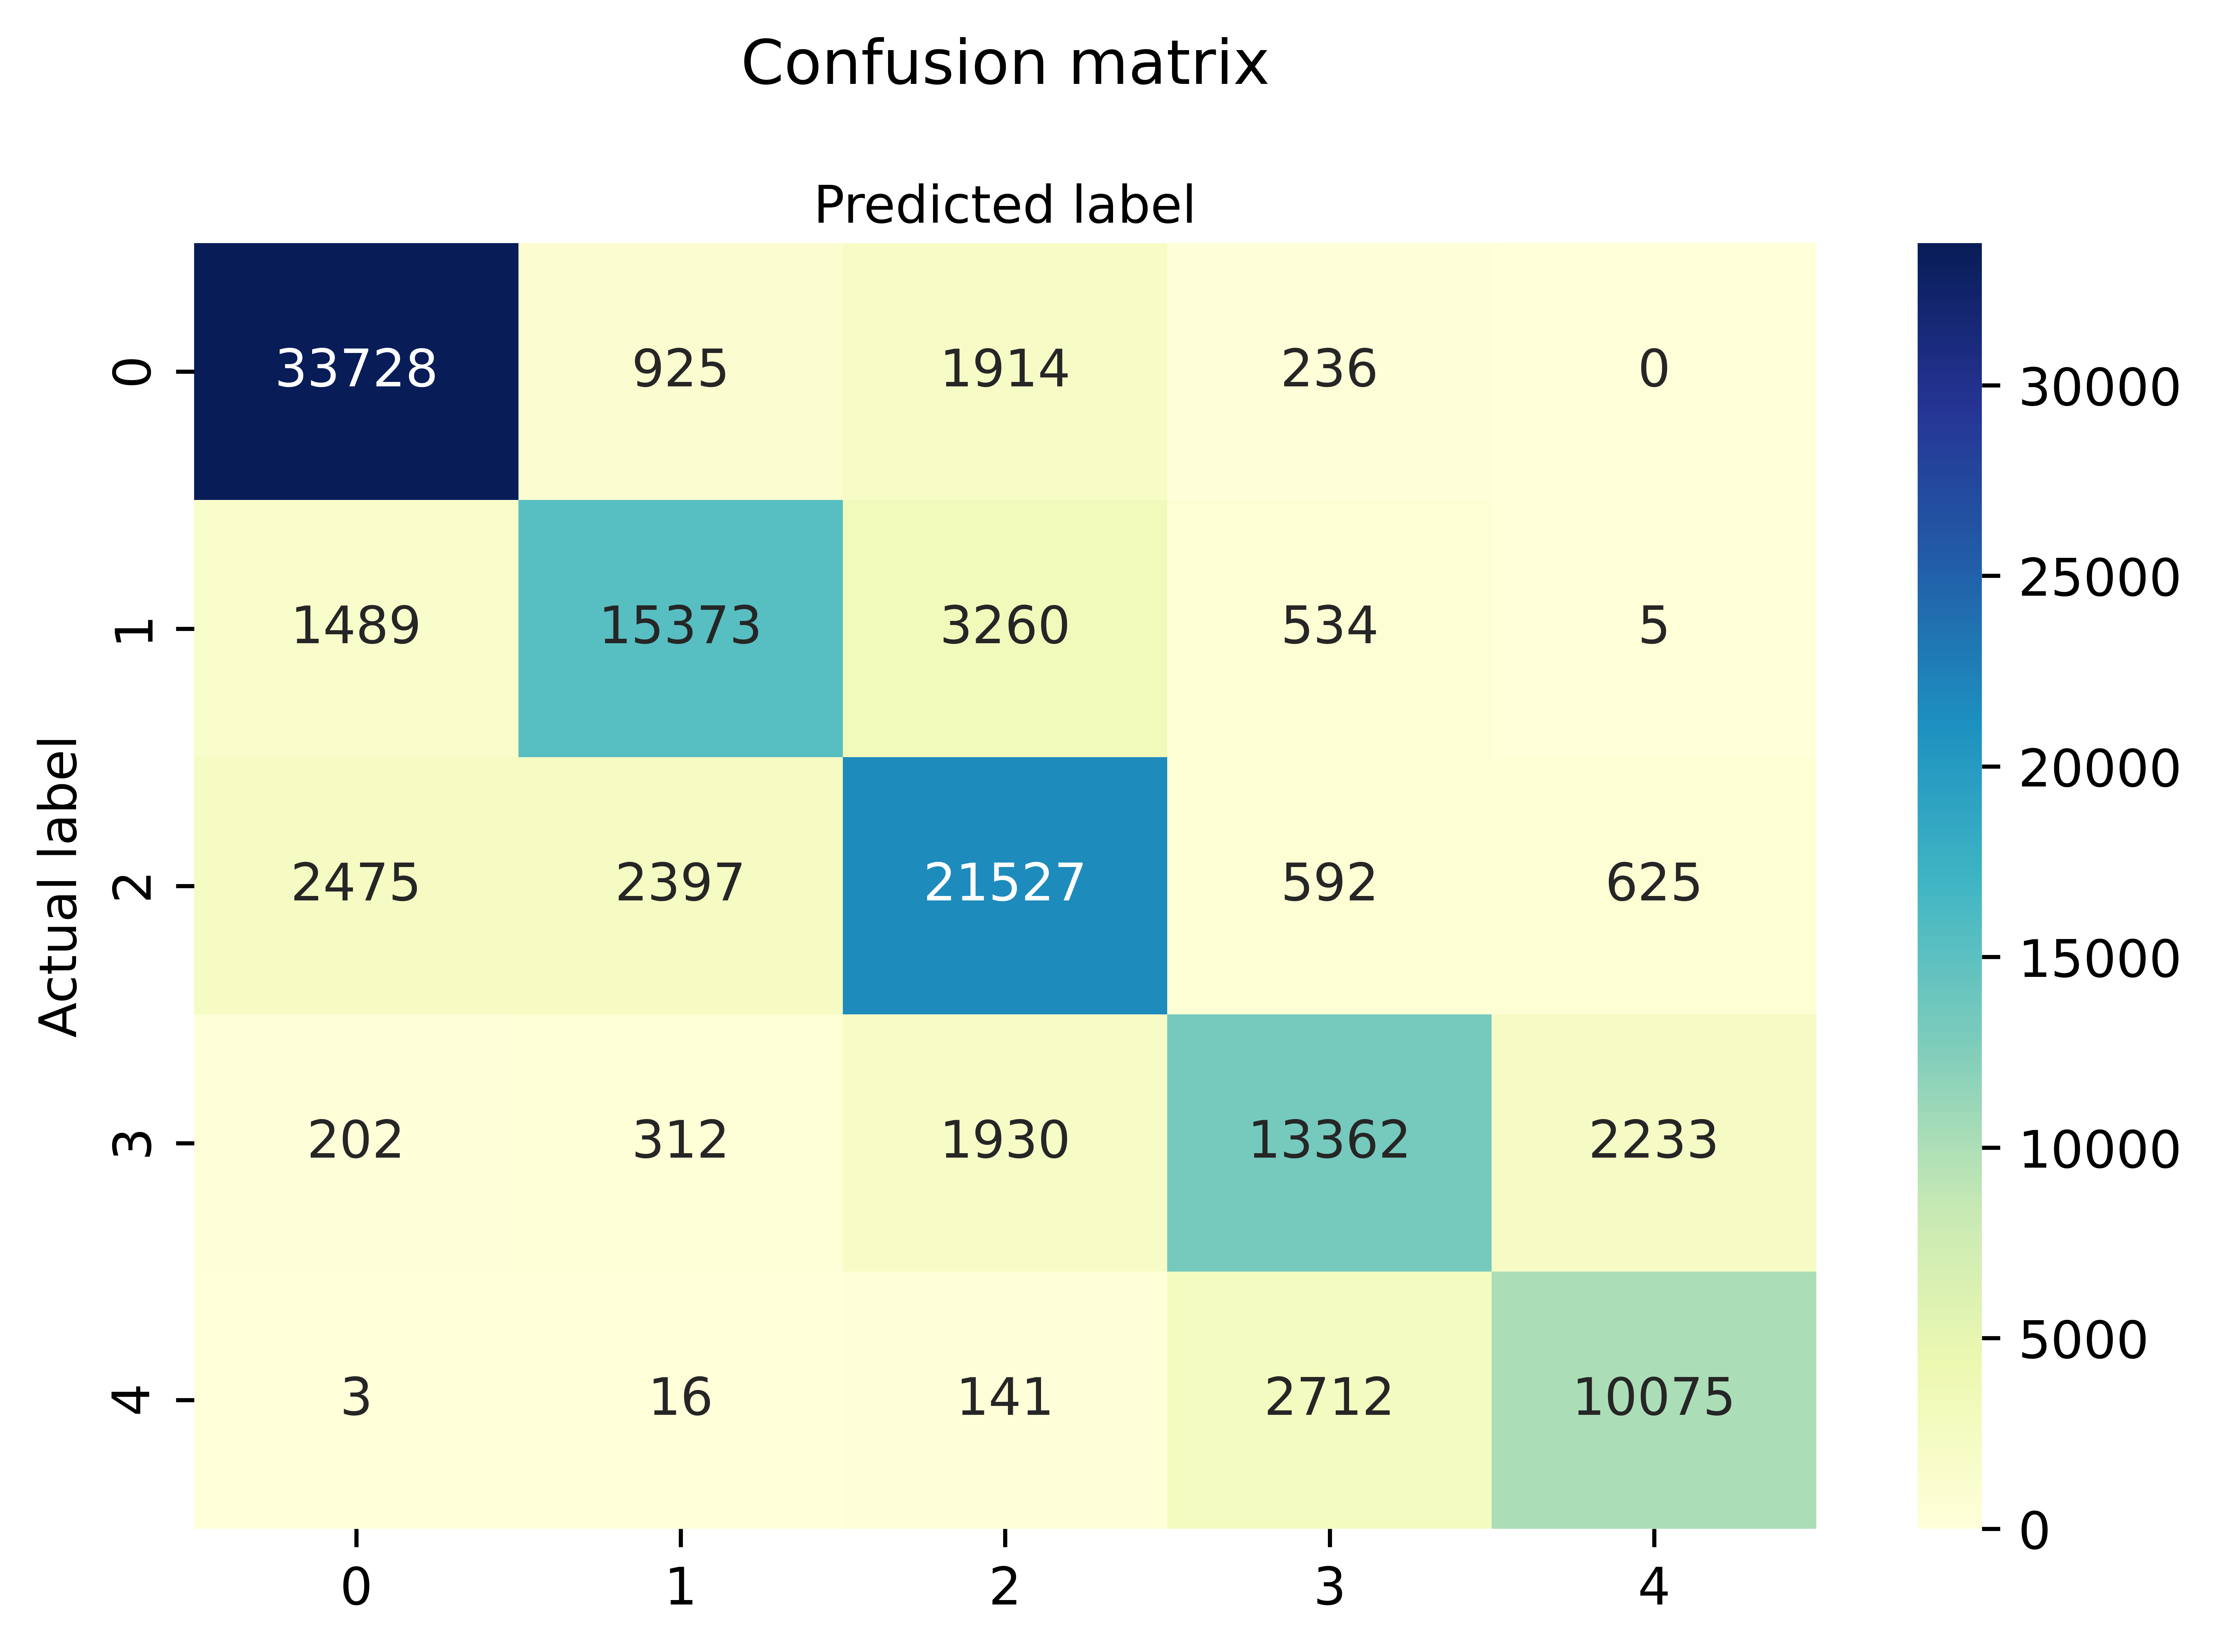 Confusion matrix
Predicted label
Actual label
0 33728 925 1914 236 0
1 1489 15373 3260 534 5
2 2475 2397 21527 592 625
3 202 312 1930 13362 2233
4 3 16 141 2712 10075
0 1 2 3 4
30000
25000
20000
15000
10000
5000
0